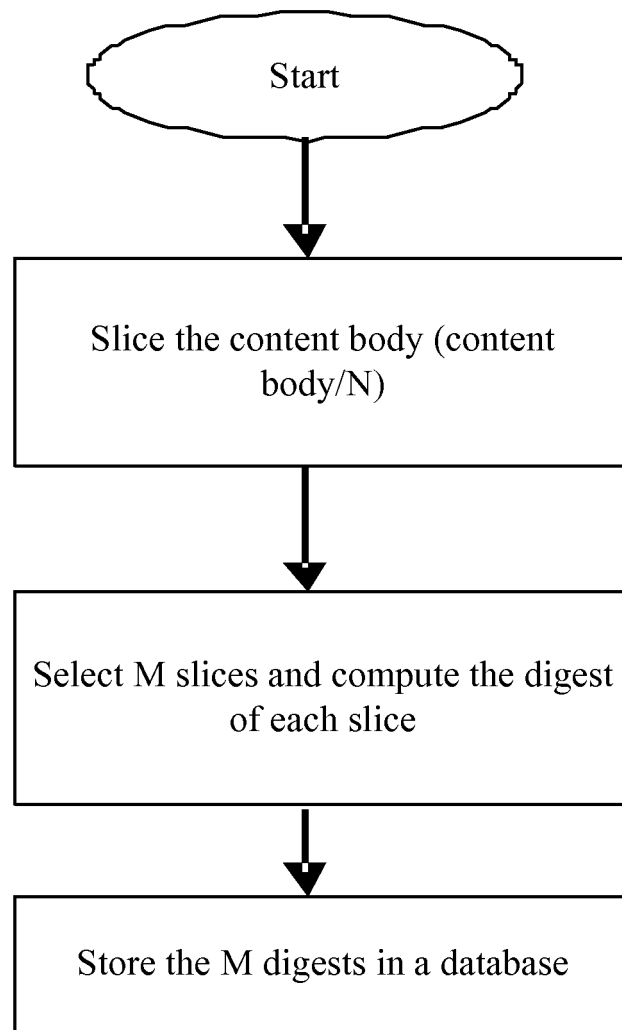 Start
Slice the content body (content
body/N)
Select M slices and compute the digest
of each slice
Store the M digests in a database